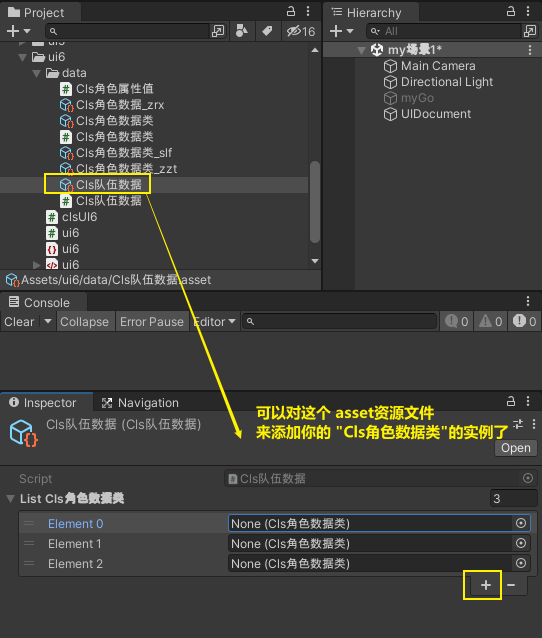 Project
16
ui5
ui6
data
Cls角色属性值
Cls角色数据_zrx
Cls角色数据类
Cls角色数据类
Cls角色数据类_slf
Cls角色数据类_zzt
Cls队伍数据
Cls队伍数据
clsUI6
ui6
ui6
ui6
Assets/ui6/data/Cls队伍数据.asset
Hierarchy
All
my场景1*
Main Camera
Directional Light
myGo
UIDocument
Console
Clear
Collapse
Error Pause
Editor
0
0
0
Inspector
Navigation
可以对这个 asset资源文件
来添加你的 "Cls角色数据类"的实例了
Cls队伍数据 (Cls队伍数据)
Open
Script
Cls队伍数据
List Cls角色数据类
3
Element 0
None (Cls角色数据类)
Element 1
None (Cls角色数据类)
Element 2
None (Cls角色数据类)